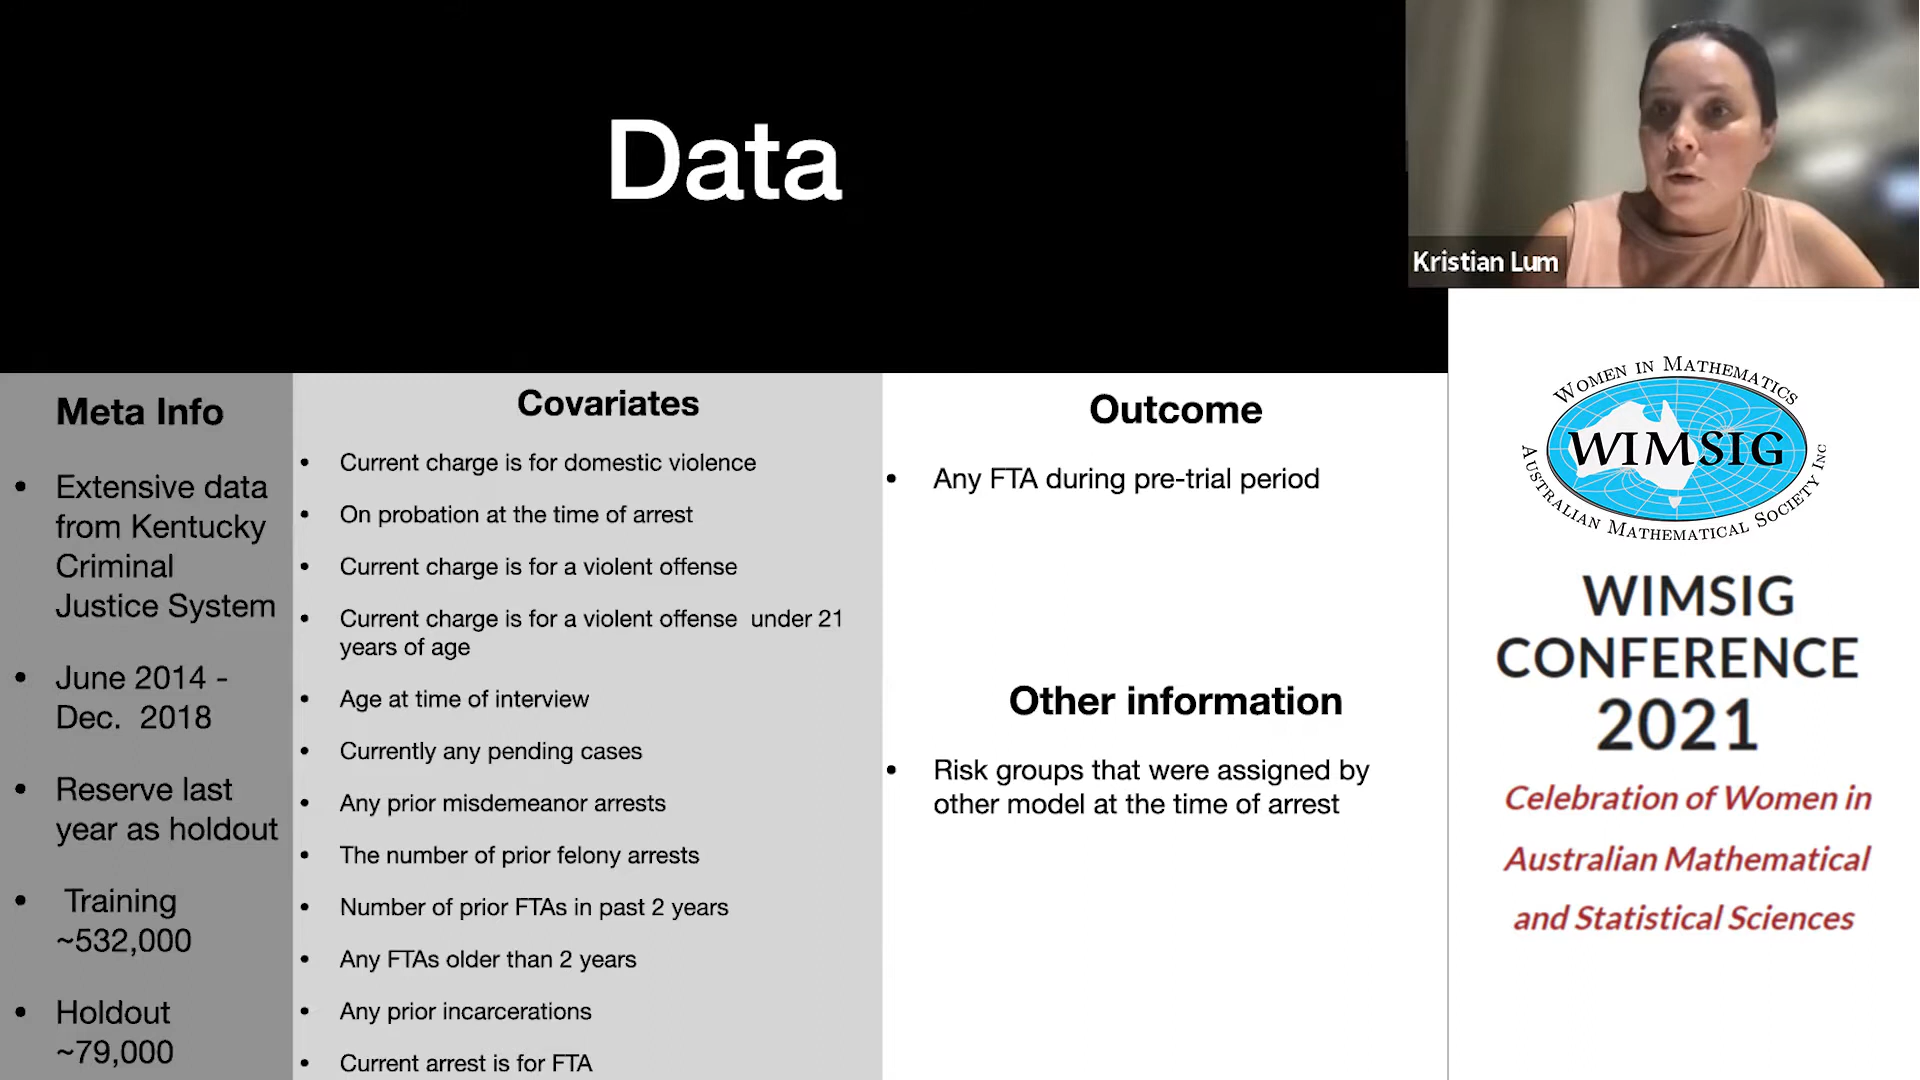 Data
Kristian Lum
Meta Info
• Extensive data
from Kentucky
Criminal
Justice System
• June 2014 -
Dec. 2018
• Reserve last
year as holdout
• Training
~532,000
• Holdout
~79,000
Covariates
• Current charge is for domestic violence
• On probation at the time of arrest
• Current charge is for a violent offense
• Current charge is for a violent offense under 21
years of age
• Age at time of interview
• Currently any pending cases
• Any prior misdemeanor arrests
• The number of prior felony arrests
• Number of prior FTAs in past 2 years
• Any FTAs older than 2 years
• Any prior incarcerations
• Current arrest is for FTA
Outcome
• Any FTA during pre-trial period
Other information
• Risk groups that were assigned by
other model at the time of arrest
WOMEN IN MATHEMATICS
WIMSIG
AUSTRALIAN MATHEMATICAL SOCIETY INC
WIMSIG
CONFERENCE
2021
Celebration of Women in
Australian Mathematical
and Statistical Sciences